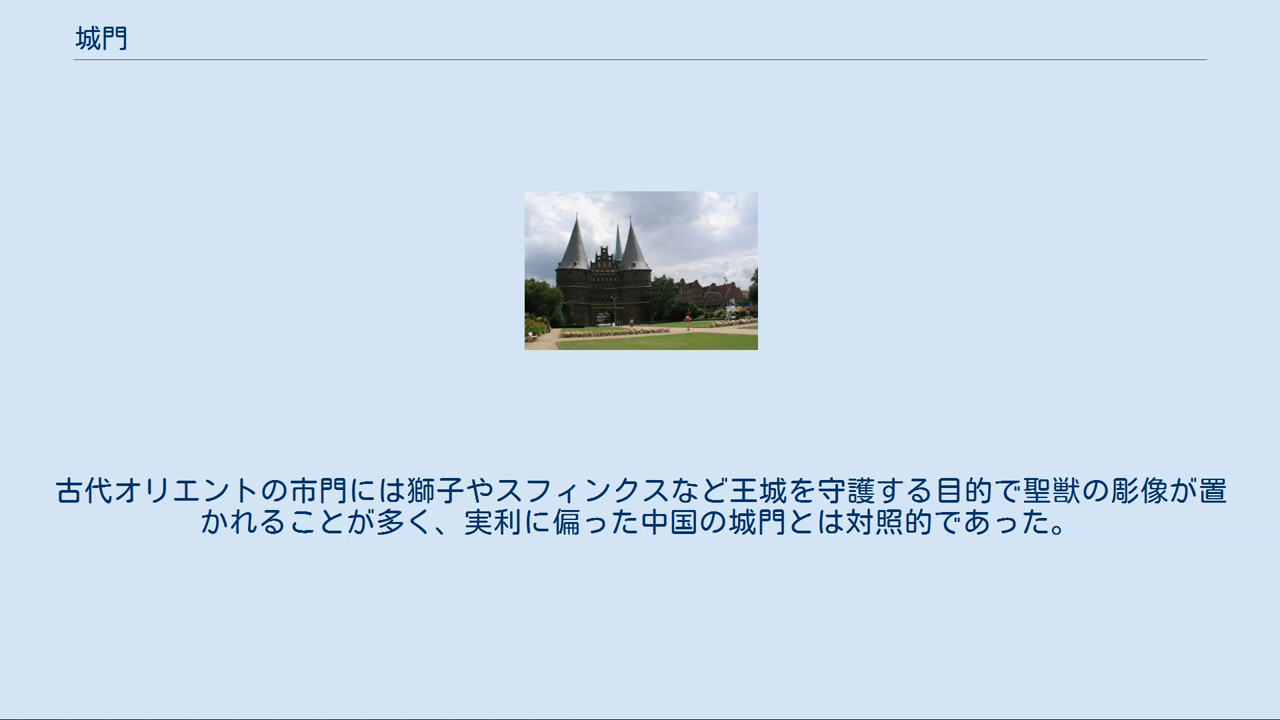 城門
古代オリエントの市門には獅子やスフィンクスなど王城を守護する目的で聖獣の彫像が置
かれることが多く、実利に偏った中国の城門とは対照的であった。